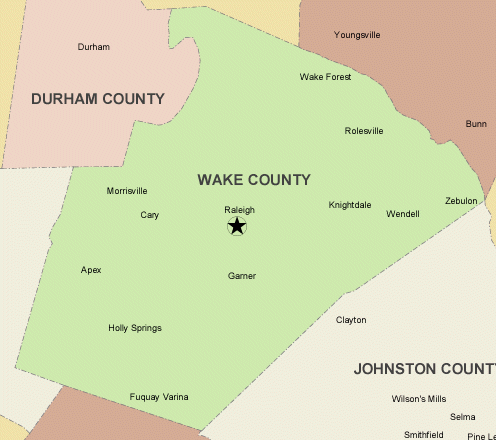 Youngsville
Durham
Wake Forest
DURHAM COUNTY
Bunn
Rolesville
WAKE COUNTY
Morrisville
Zebulon
Knightdale
Raleigh
Cary
Wendell
Apex
Garner
Clayton
Holly Springs
JOHNSTON COUNT
Fuquay Varina
Wilson's Mills
Selma
Smithfield
Pine Le